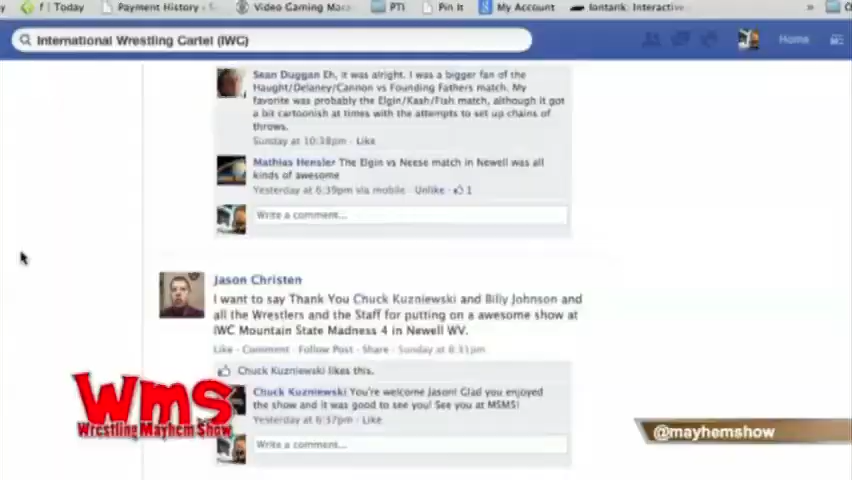 Today
Payment History - S
Video Gaming Mac
PTI
Pin It
My Account
Iontank: Interactive
»
International Wrestling Cartel (IWC)
Home
Sean Duggan Eh, it was alright. I was a bigger fan of the
Haught/Delaney/Cannon vs Founding Fathers match. My
favorite was probably the Elgin/Kash/Fish match, although it got
a bit cartoonish at times with the attempts to set up chains of
throws.
Sunday at 10:38pm · Like
Mathias Hensler The Elgin vs Neese match in Newell was all
kinds of awesome
Yesterday at 6:39pm via mobile · Unlike · 1
Write a comment...
Jason Christen
I want to say Thank You Chuck Kuzniewski and Billy Johnson and
all the Wrestlers and the Staff for putting on a awesome show at
IWC Mountain State Madness 4 in Newell WV.
Like · Comment · Follow Post · Share · Sunday at 6:31pm
Chuck Kuzniewski likes this.
Chuck Kuzniewski You're welcome Jason! Glad you enjoyed
the show and it was good to see you! See you at MSMS!
Yesterday at 6:37pm · Like
Write a comment...
Wms
Wrestling Mayhem Show
@mayhemshow